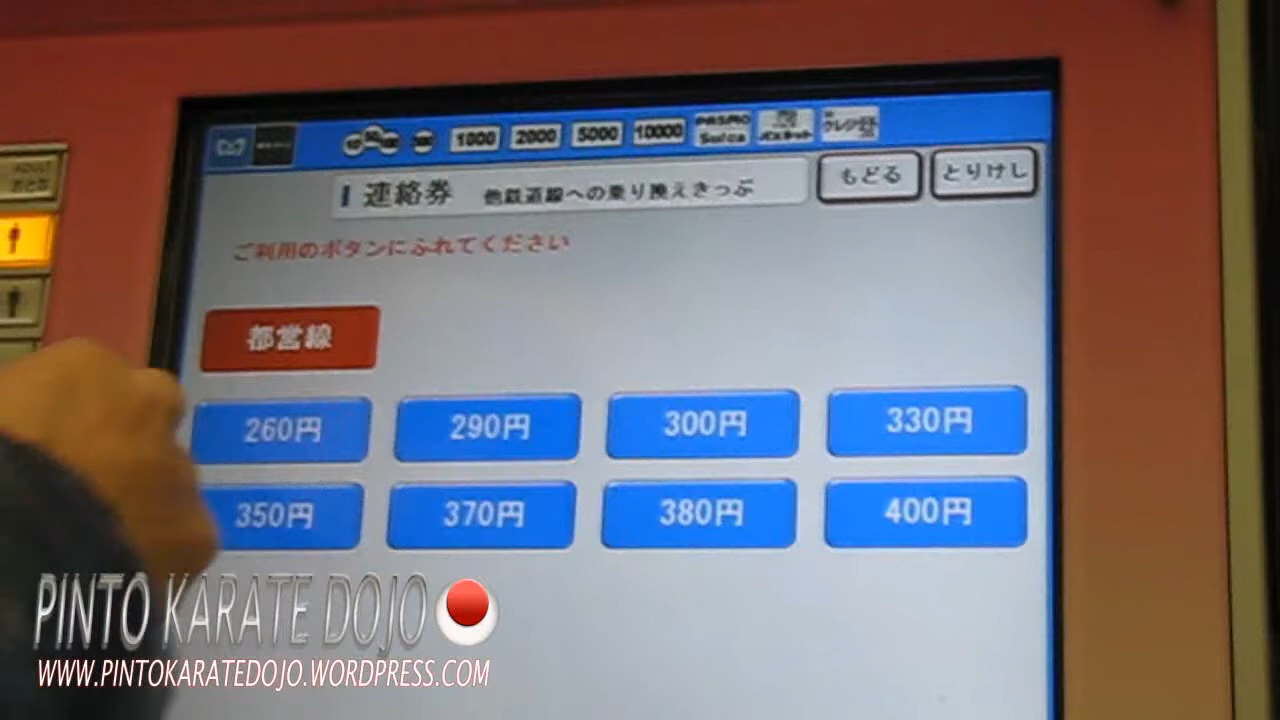 1000 2000 5000 10000 PASMO Suica
連絡券 他鉄道線への乗り換えきっぷ もどる とりけし
ご利用のボタンにふれてください
都営線
260円 290円 300円 330円
350円 370円 380円 400円
PINTO KARATE DOJO
WWW.PINTOKARATEDOJO.WORDPRESS.COM